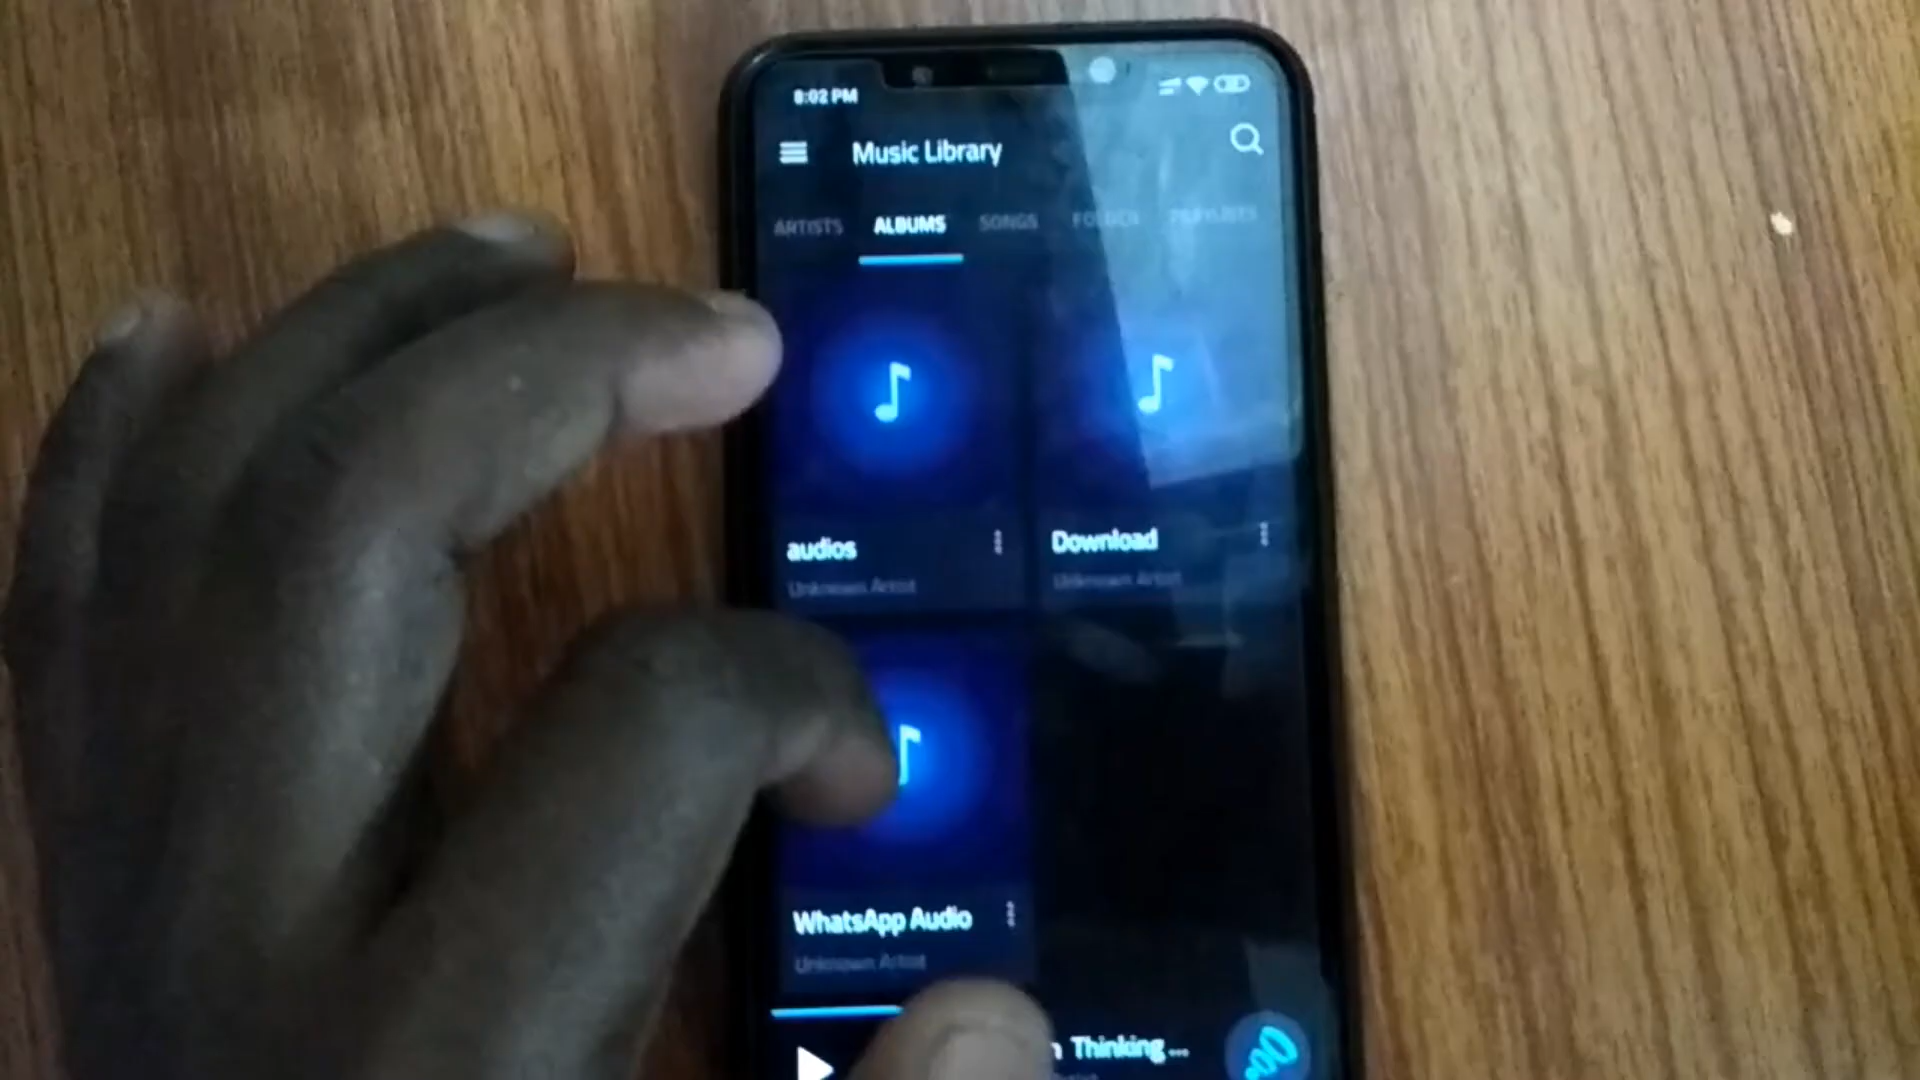 8:02 PM
Music Library
ARTISTS ALBUMS SONGS FOLDER PLAYLISTS
audios
Unknown Artist
Download
Unknown Artist
WhatsApp Audio
Unknown Artist
Thinking ...